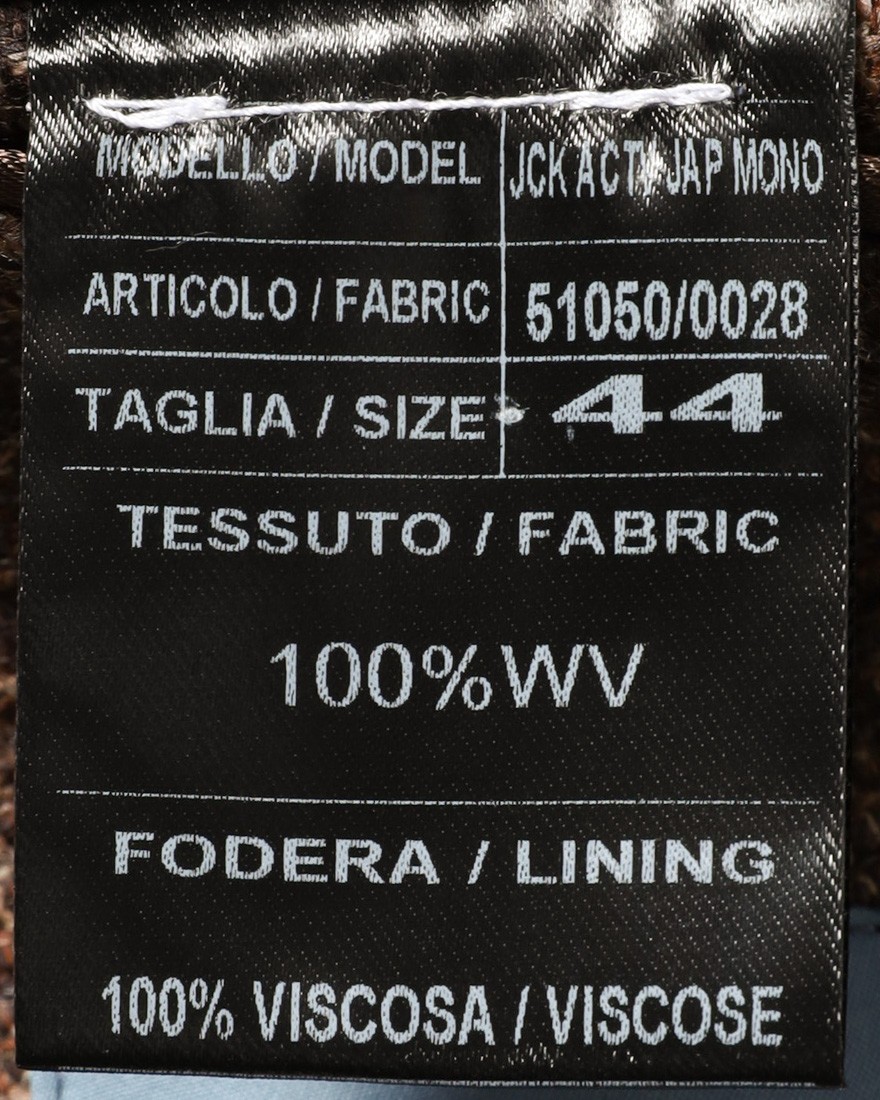 MODELLO / MODEL JCK ACTV JAP MONO
ARTICOLO / FABRIC 51050/0028
TAGLIA / SIZE 44
TESSUTO / FABRIC
100%WV
FODERA / LINING
100% VISCOSA / VISCOSE